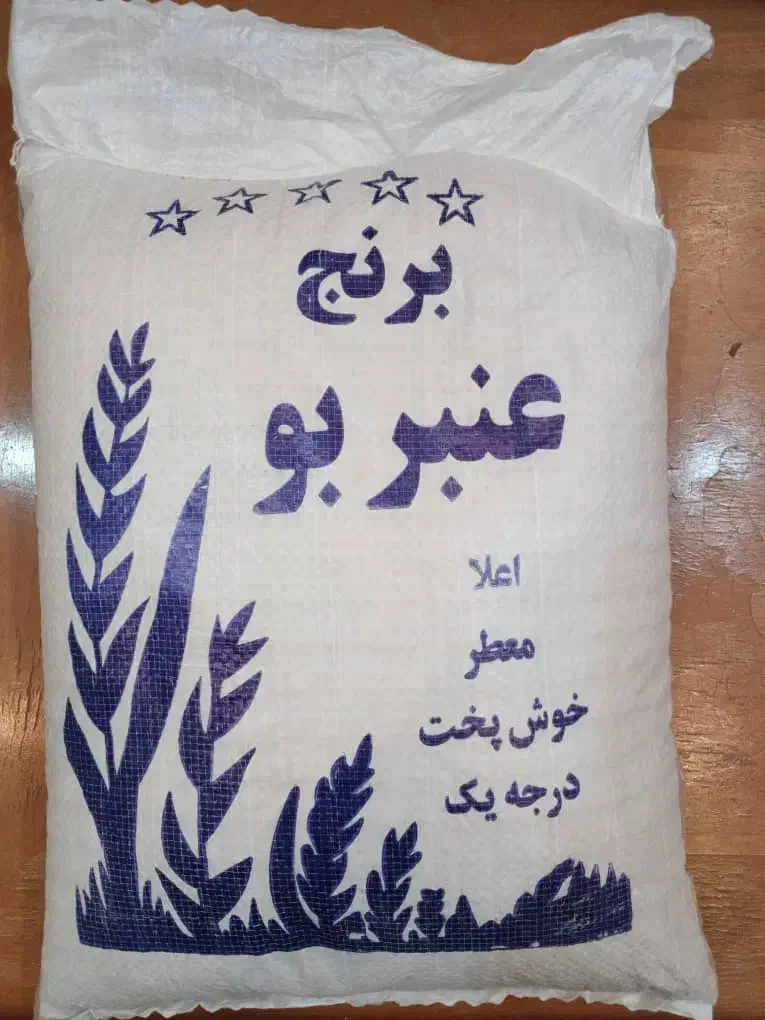 برنج
عنبر بو
اعلا
معطر
خوش پخت
درجه یک